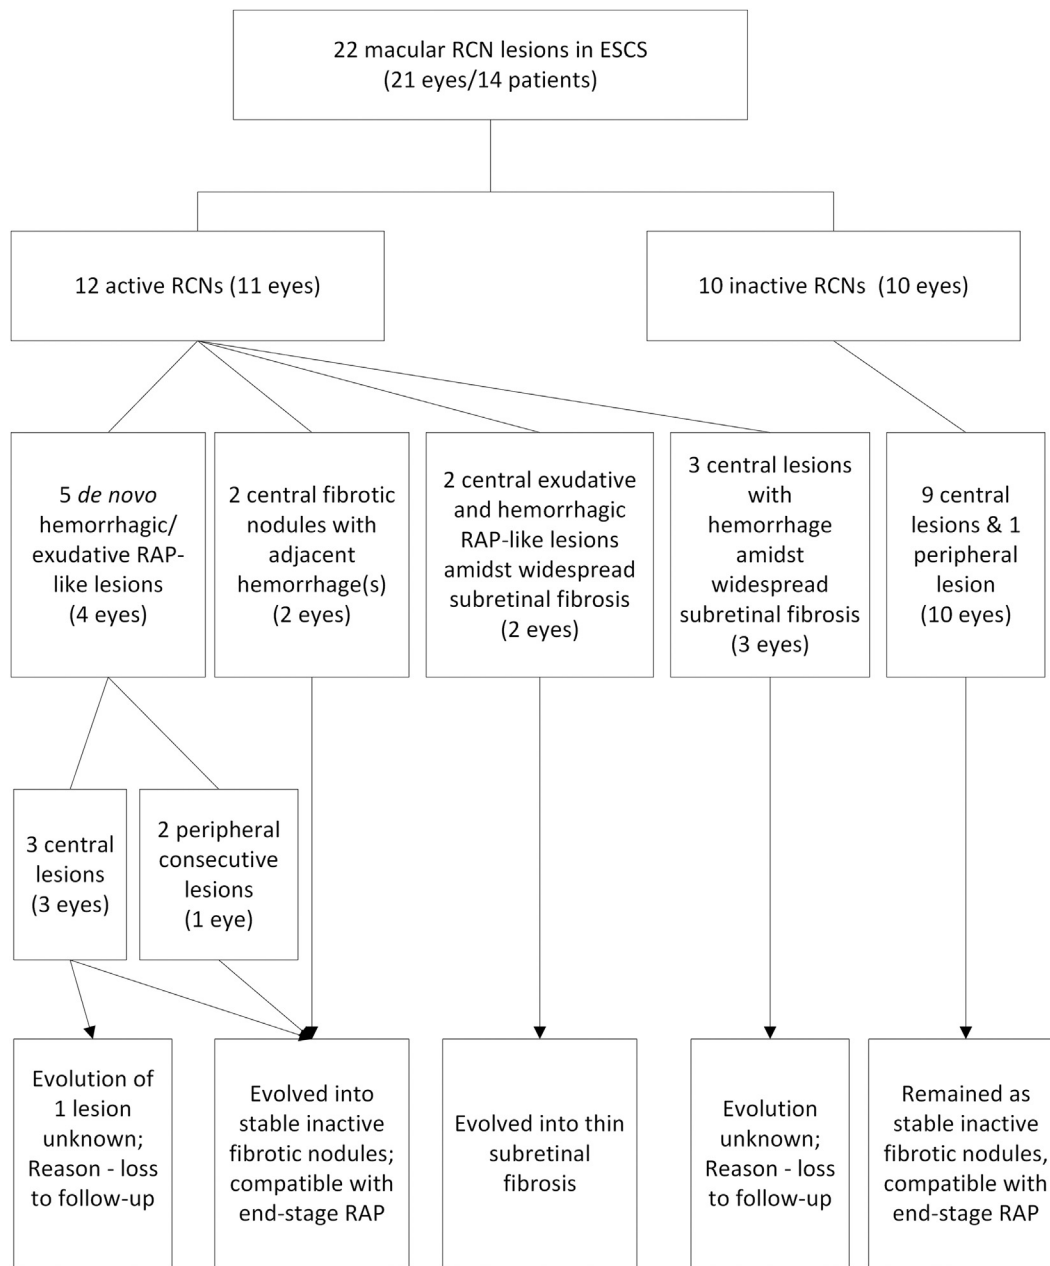 22 macular RCN lesions in ESCS
(21 eyes/14 patients)
12 active RCNs (11 eyes)
10 inactive RCNs (10 eyes)
5 de novo
hemorrhagic/
exudative RAP-
like lesions
(4 eyes)
2 central fibrotic
nodules with
adjacent
hemorrhage(s)
(2 eyes)
2 central exudative
and hemorrhagic
RAP-like lesions
amidst widespread
subretinal fibrosis
(2 eyes)
3 central lesions
with
hemorrhage
amidst
widespread
subretinal fibrosis
(3 eyes)
9 central
lesions & 1
peripheral
lesion
(10 eyes)
3 central
lesions
(3 eyes)
2 peripheral
consecutive
lesions
(1 eye)
Evolution of
1 lesion
unknown;
Reason - loss
to follow-up
Evolved into
stable inactive
fibrotic nodules;
compatible with
end-stage RAP
Evolved into thin
subretinal
fibrosis
Evolution
unknown;
Reason - loss
to follow-up
Remained as
stable inactive
fibrotic nodules,
compatible with
end-stage RAP